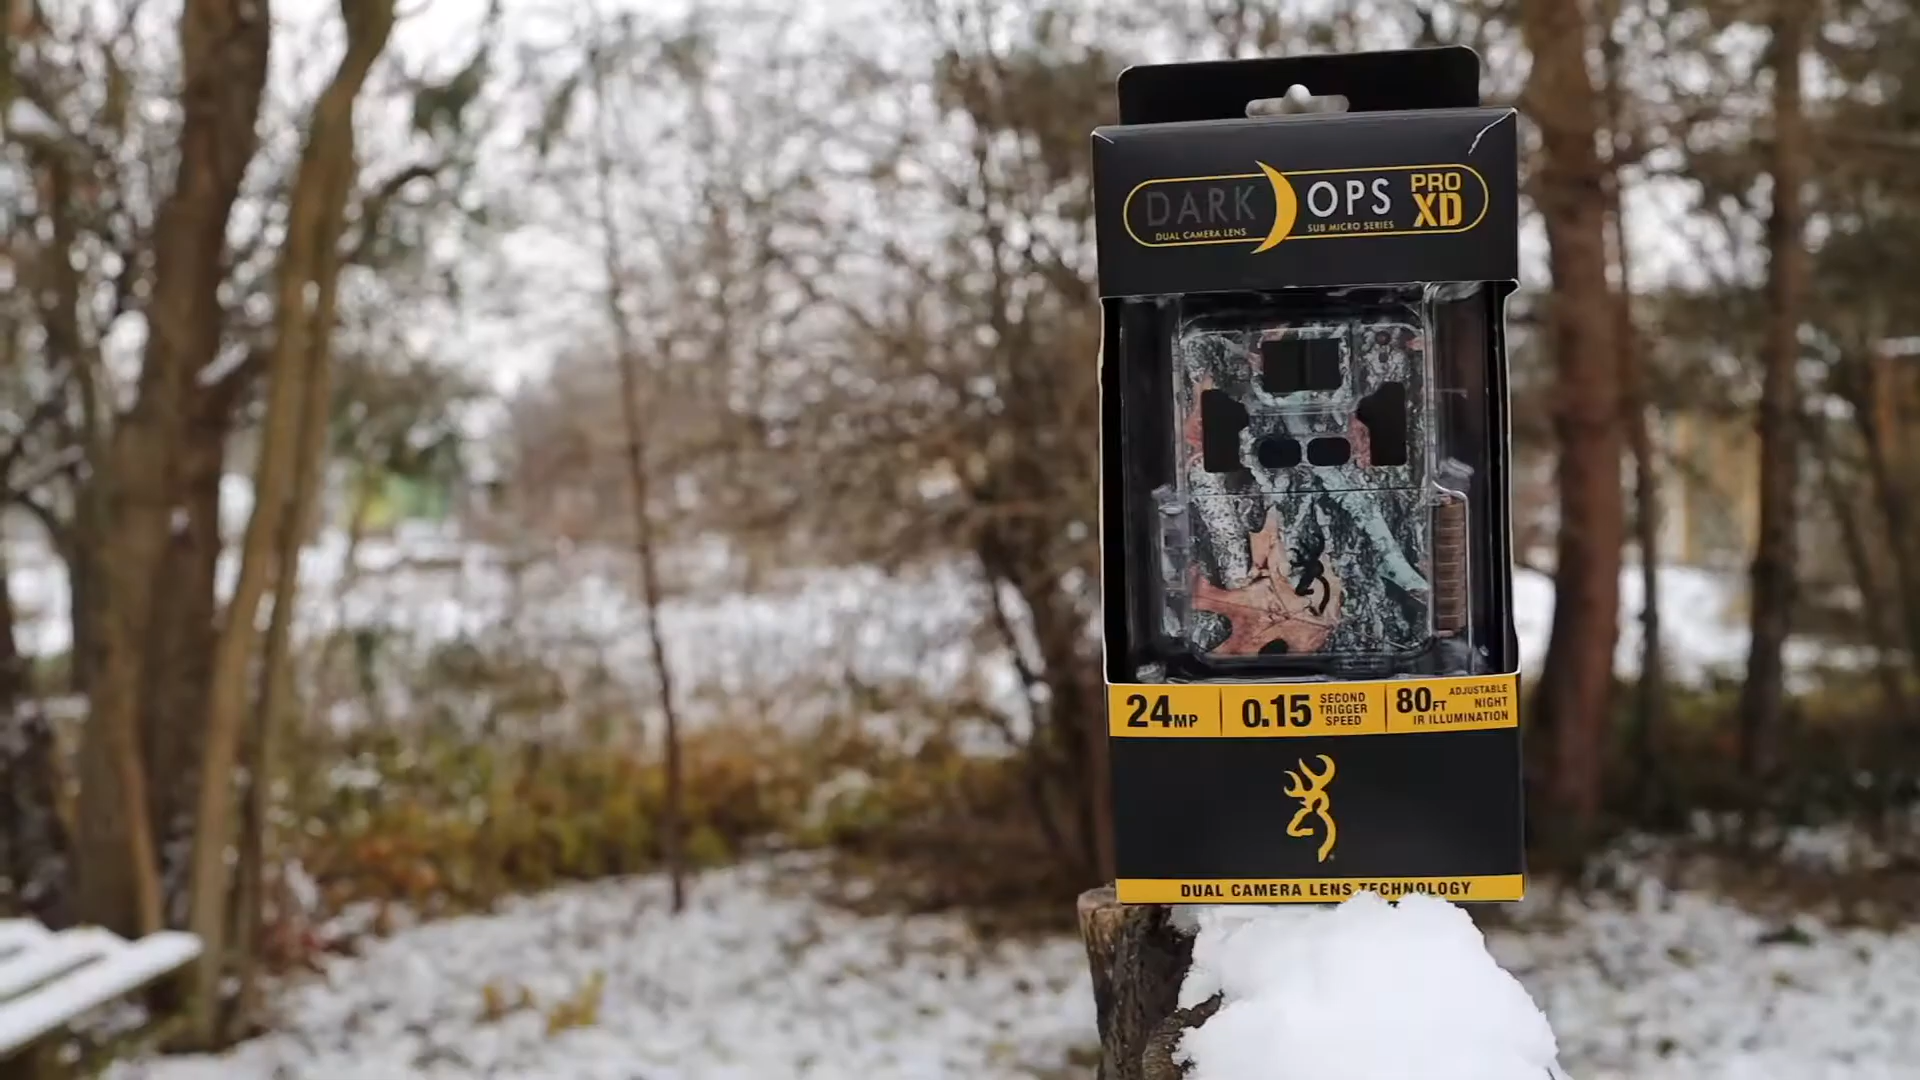 DARK OPS PRO XD
DUAL CAMERA LENS SUB MICRO SERIES
24MP
0.15 SECOND TRIGGER SPEED
80FT ADJUSTABLE NIGHT IR ILLUMINATION
DUAL CAMERA LENS TECHNOLOGY